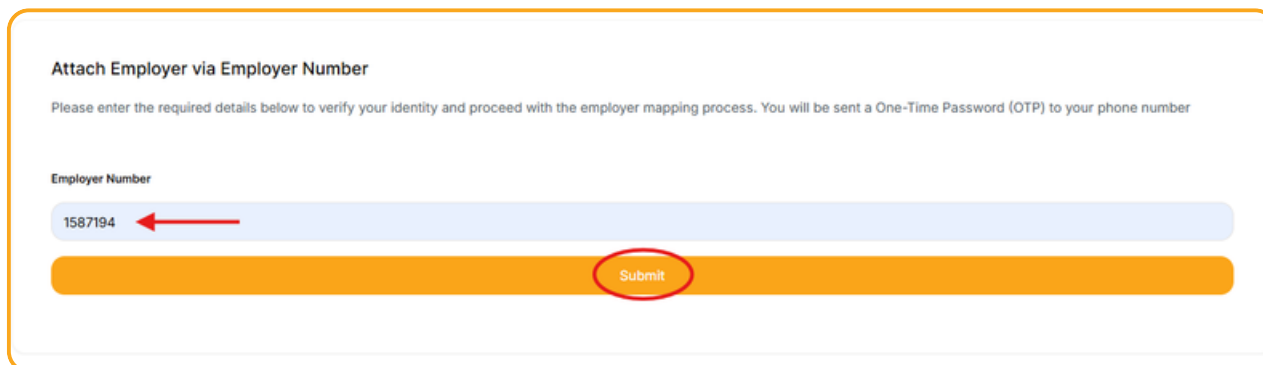 Attach Employer via Employer Number
Please enter the required details below to verify your identity and proceed with the employer mapping process. You will be sent a One-Time Password (OTP) to your phone number
Employer Number
1587194
Submit